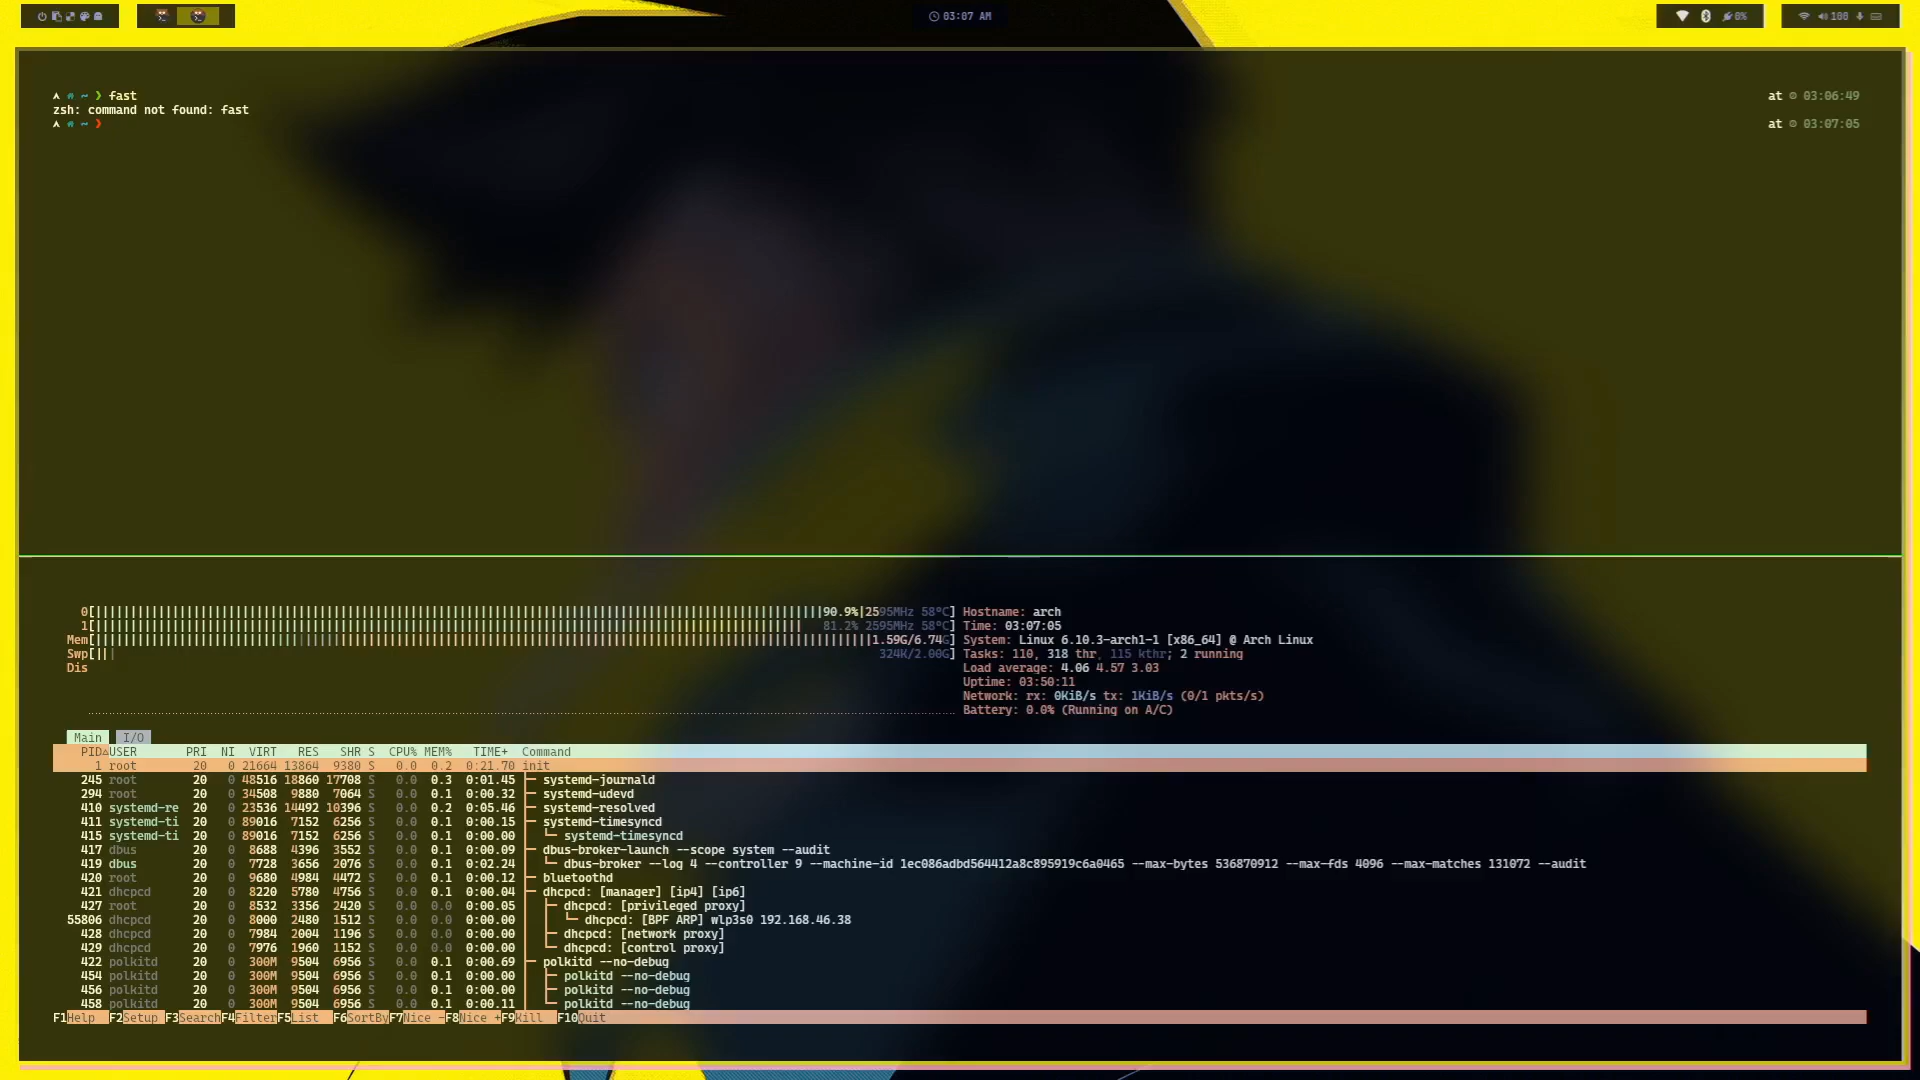 03:07 AM
0%
100
~ ❯ fast
at 03:06:49
zsh: command not found: fast
~ ❯
at 03:07:05
0[90.9% 2595MHz 58°C] Hostname: arch
1[81.2% 2595MHz 58°C] Time: 03:07:05
Mem[1.59G/6.74G] System: Linux 6.10.3-arch1-1 [x86_64] @ Arch Linux
Swp[324K/2.00G] Tasks: 110, 318 thr, 115 kthr; 2 running
Dis Load average: 4.06 4.57 3.03
Uptime: 03:50:11
Network: rx: 0KiB/s tx: 1KiB/s (0/1 pkts/s)
Battery: 0.0% (Running on A/C)
Main I/O
PID△USER PRI NI VIRT RES SHR S CPU% MEM% TIME+ Command
1 root 20 0 21664 13864 9380 S 0.0 0.2 0:21.70 init
245 root 20 0 48516 18860 17708 S 0.0 0.3 0:01.45 ├─ systemd-journald
294 root 20 0 34508 9880 7064 S 0.0 0.1 0:00.32 ├─ systemd-udevd
410 systemd-re 20 0 23536 14492 10396 S 0.0 0.2 0:05.46 ├─ systemd-resolved
411 systemd-ti 20 0 89016 7152 6256 S 0.0 0.1 0:00.15 ├─ systemd-timesyncd
415 systemd-ti 20 0 89016 7152 6256 S 0.0 0.1 0:00.00 │ └─ systemd-timesyncd
417 dbus 20 0 8688 4396 3552 S 0.0 0.1 0:00.09 ├─ dbus-broker-launch --scope system --audit
419 dbus 20 0 7728 3656 2076 S 0.0 0.1 0:02.24 │ └─ dbus-broker --log 4 --controller 9 --machine-id 1ec086adbd564412a8c895919c6a0465 --max-bytes 536870912 --max-fds 4096 --max-matches 131072 --audit
420 root 20 0 9680 4984 4472 S 0.0 0.1 0:00.12 ├─ bluetoothd
421 dhcpcd 20 0 8220 5780 4756 S 0.0 0.1 0:00.04 ├─ dhcpcd: [manager] [ip4] [ip6]
427 root 20 0 8532 3356 2420 S 0.0 0.0 0:00.05 │ ├─ dhcpcd: [privileged proxy]
55806 dhcpcd 20 0 8000 2480 1512 S 0.0 0.0 0:00.00 │ │ └─ dhcpcd: [BPF ARP] wlp3s0 192.168.46.38
428 dhcpcd 20 0 7984 2004 1196 S 0.0 0.0 0:00.00 │ ├─ dhcpcd: [network proxy]
429 dhcpcd 20 0 7976 1960 1152 S 0.0 0.0 0:00.00 │ └─ dhcpcd: [control proxy]
422 polkitd 20 0 300M 9504 6956 S 0.0 0.1 0:00.69 ├─ polkitd --no-debug
454 polkitd 20 0 300M 9504 6956 S 0.0 0.1 0:00.00 │ ├─ polkitd --no-debug
456 polkitd 20 0 300M 9504 6956 S 0.0 0.1 0:00.00 │ ├─ polkitd --no-debug
458 polkitd 20 0 300M 9504 6956 S 0.0 0.1 0:00.11 │ └─ polkitd --no-debug
F1Help F2Setup F3SearchF4FilterF5List F6SortByF7Nice -F8Nice +F9Kill F10Quit